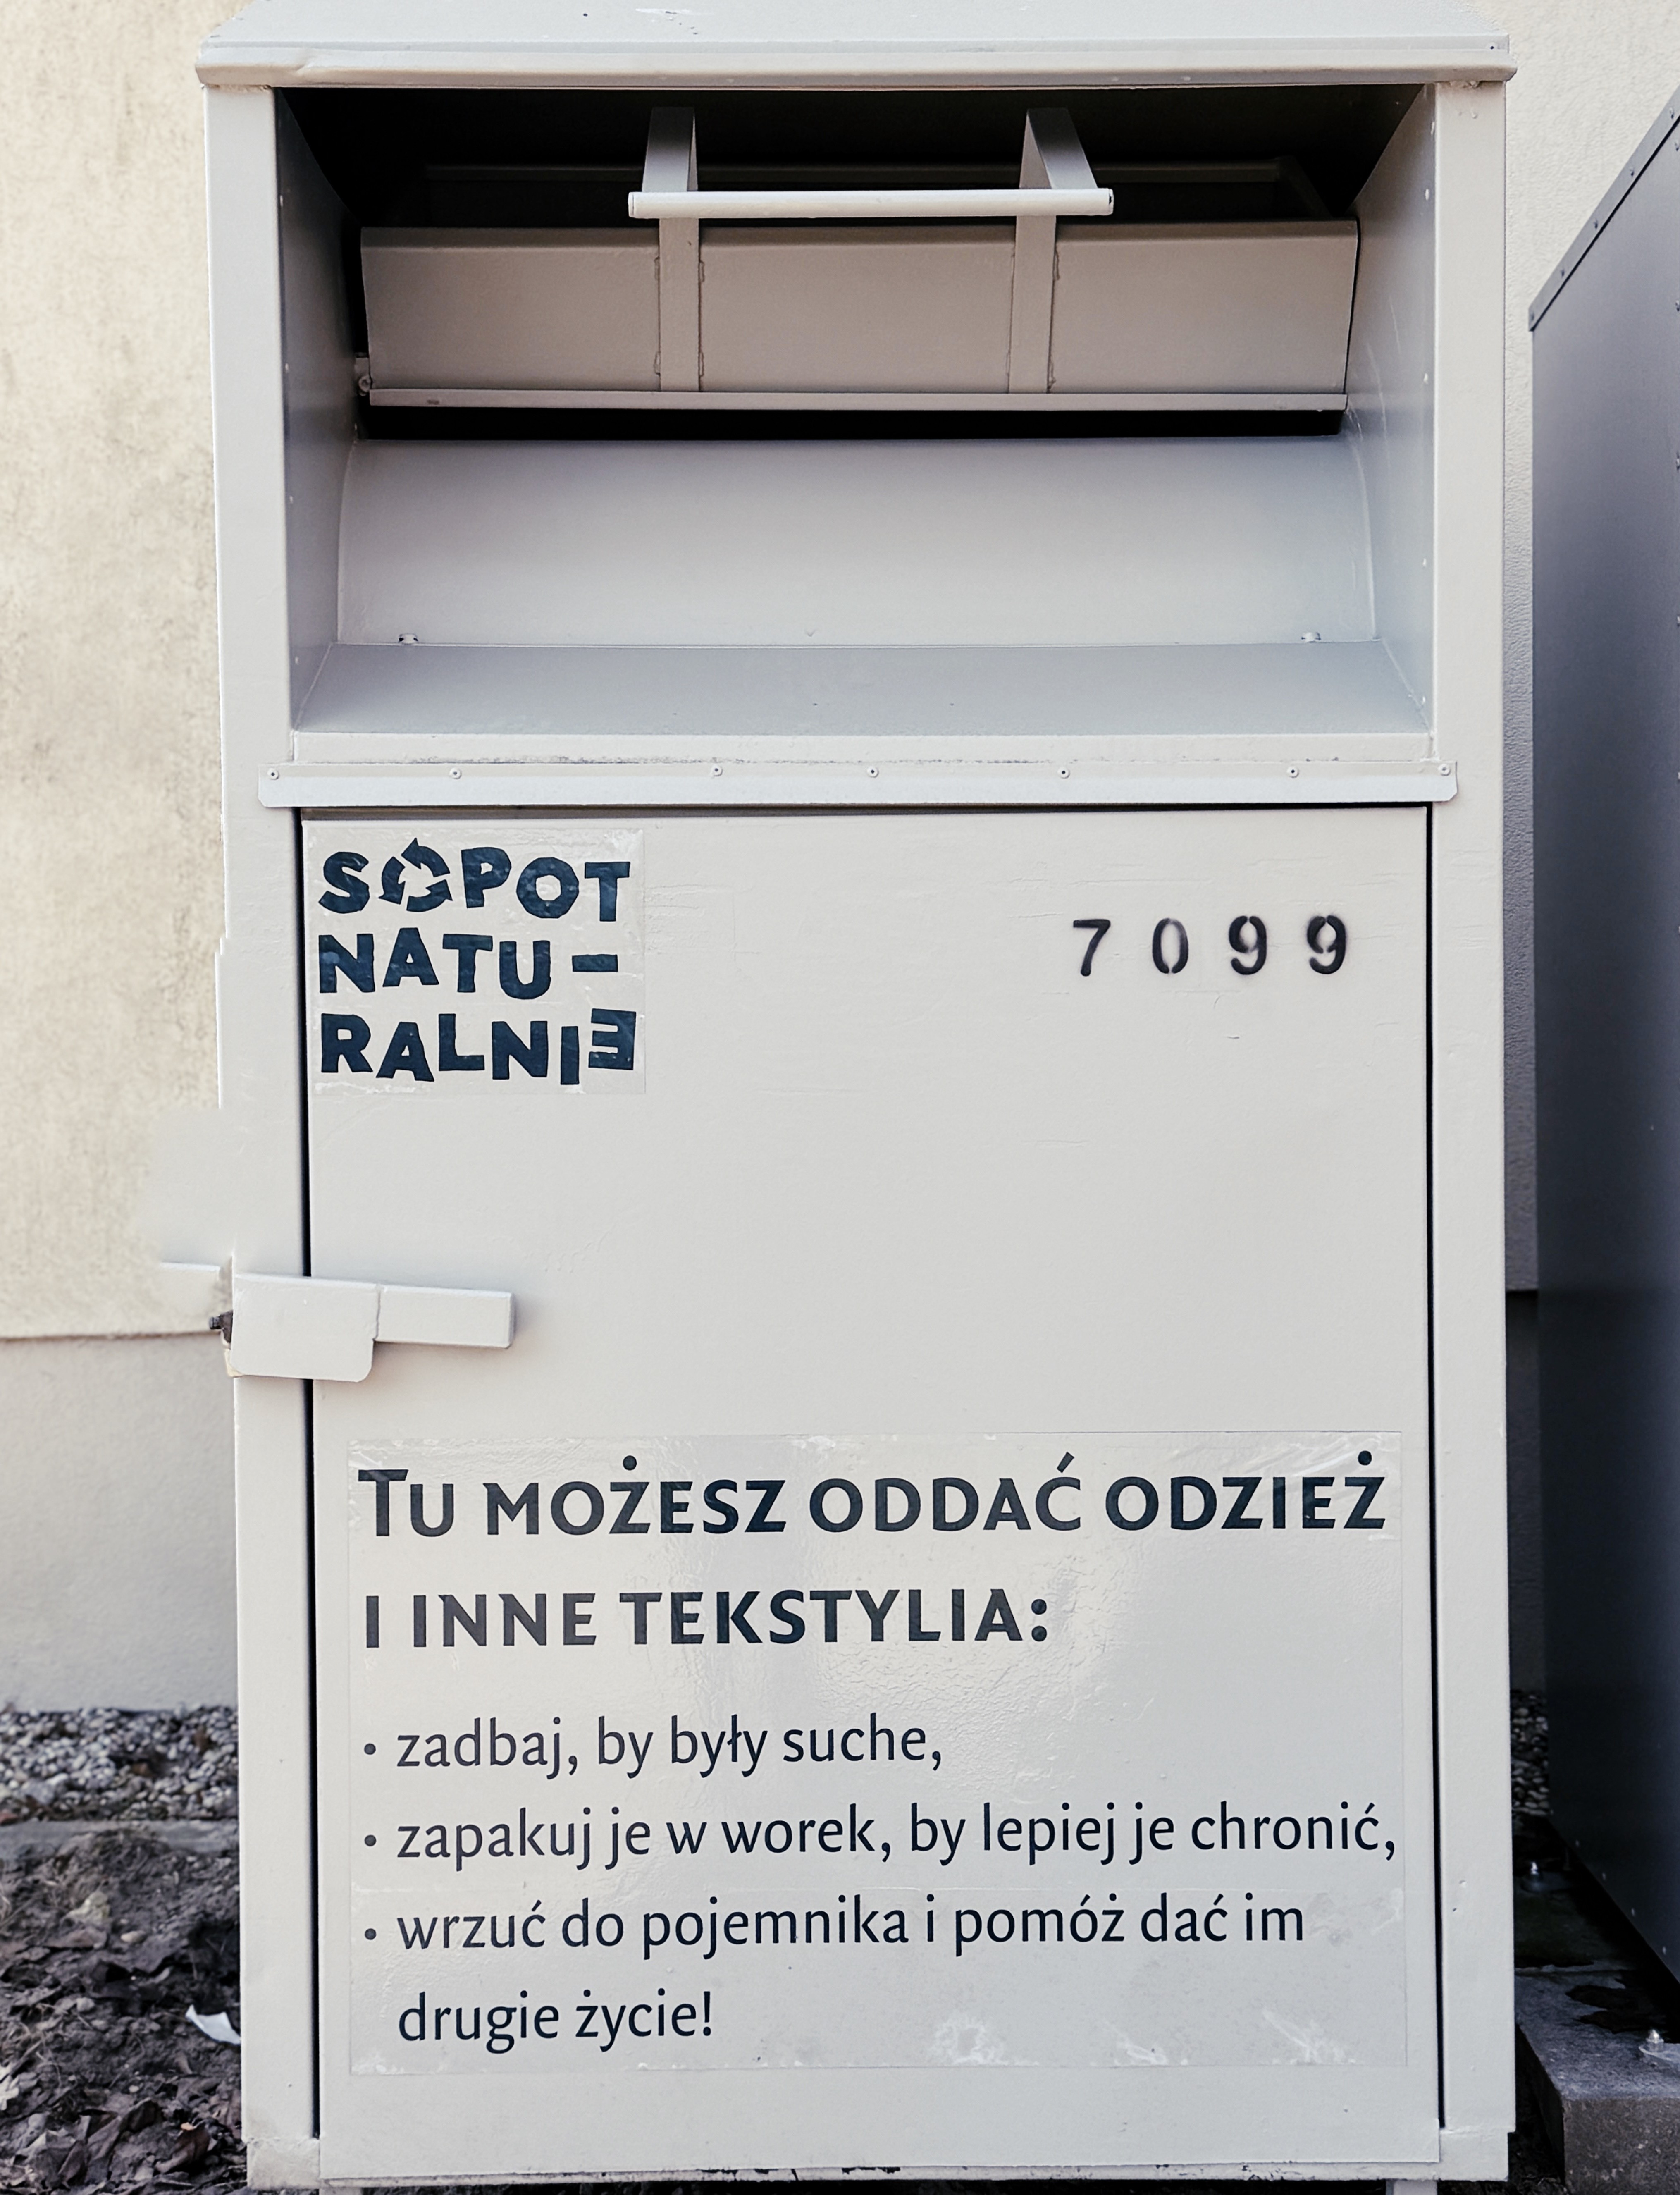 SOPOT
NATU-
RALNIE
7099
TU MOŻESZ ODDAĆ ODZIEŻ
I INNE TEKSTYLIA:
• zadbaj, by były suche,
• zapakuj je w worek, by lepiej je chronić,
• wrzuć do pojemnika i pomóż dać im
drugie życie!